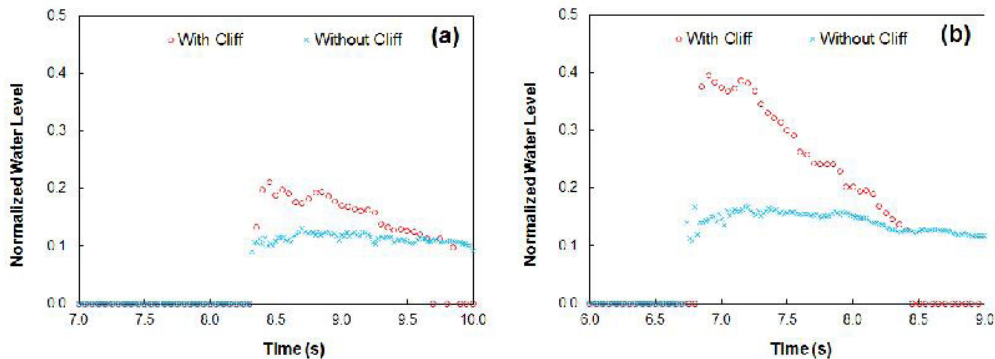 0.5
0.4
0.3
0.2
0.1
0.0
Normalized Water Level
With Cliff
Without Cliff
(a)
7.0 7.5 8.0 8.5 9.0 9.5 10.0
Time (s)
0.5
0.4
0.3
0.2
0.1
0.0
Normalized Water Level
With Cliff
Without Cliff
(b)
6.0 6.5 7.0 7.5 8.0 8.5 9.0
Time (s)